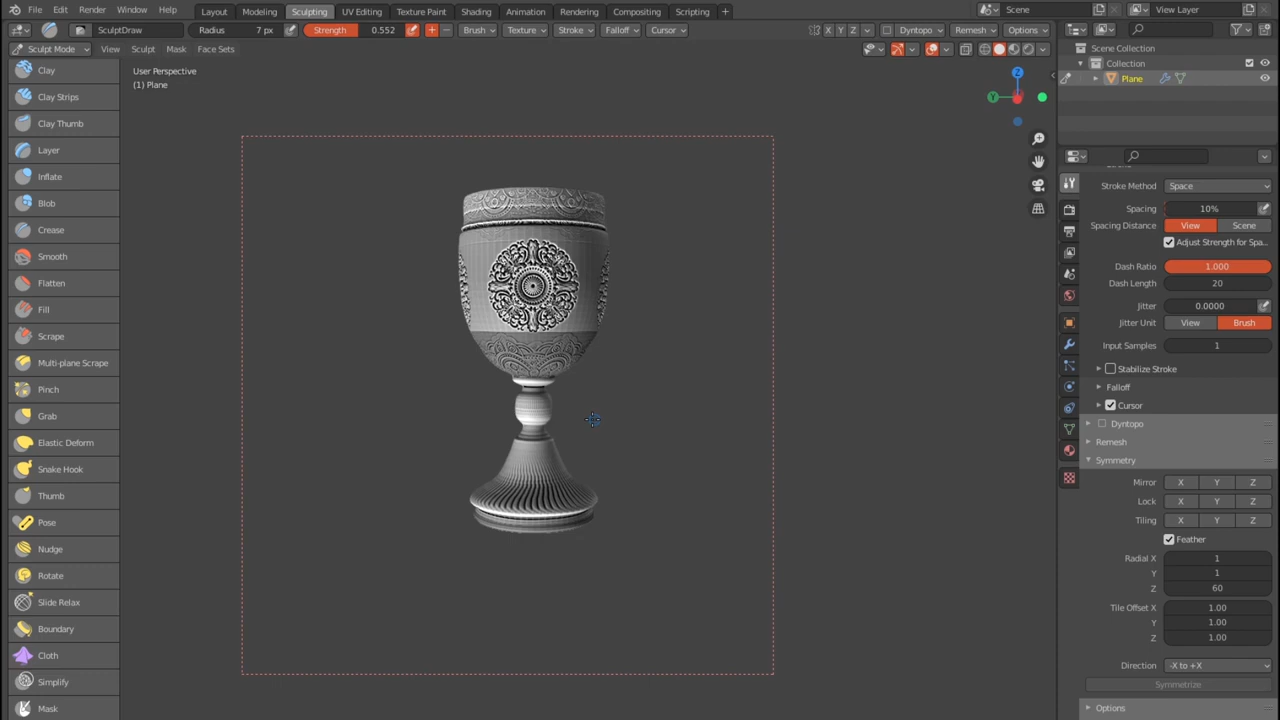 File Edit Render Window Help Layout Modeling Sculpting UV Editing Texture Paint Shading Animation Rendering Compositing Scripting + Scene View Layer
SculptDraw Radius 7 px Strength 0.552 + - Brush Texture Stroke Falloff Cursor X Y Z Dyntopo Remesh Options
Sculpt Mode View Sculpt Mask Face Sets
Scene Collection
Collection
Plane
User Perspective
(1) Plane
Z
Y
Clay
Clay Strips
Clay Thumb
Layer
Inflate
Blob
Crease
Smooth
Flatten
Fill
Scrape
Multi-plane Scrape
Pinch
Grab
Elastic Deform
Snake Hook
Thumb
Pose
Nudge
Rotate
Slide Relax
Boundary
Cloth
Simplify
Mask
Stroke Method Space
Spacing 10%
Spacing Distance View Scene
Adjust Strength for Spa...
Dash Ratio 1.000
Dash Length 20
Jitter 0.0000
Jitter Unit View Brush
Input Samples 1
Stabilize Stroke
Falloff
Cursor
Dyntopo
Remesh
Symmetry
Mirror X Y Z
Lock X Y Z
Tiling X Y Z
Feather
Radial X 1
Y 1
Z 60
Tile Offset X 1.00
Y 1.00
Z 1.00
Direction -X to +X
Symmetrize
Options